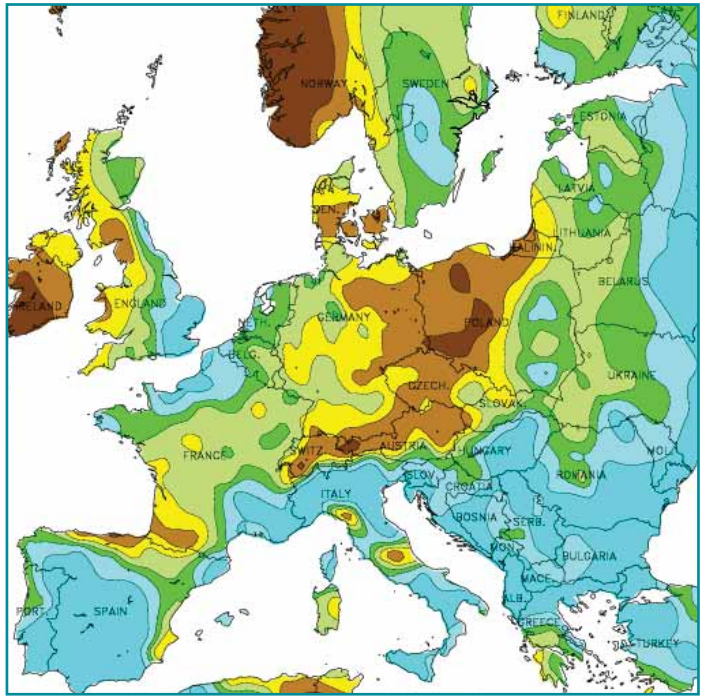 FINLAND
NORWAY
SWEDEN
ESTONIA
LATVIA
DEN.
LITHUANIA
KALININ.
IRELAND
ENGLAND
BELARUS
NETH.
GERMANY
POLAND
BELG.
CZECH.
UKRAINE
SLOVAK.
FRANCE
SWITZ.
AUSTRIA
HUNGARY
MOL.
ROMANIA
SLOV.
CROATIA
ITALY
BOSNIA
SERB.
MON.
BULGARIA
MACE.
ALB.
PORT.
SPAIN
GREECE
TURKEY